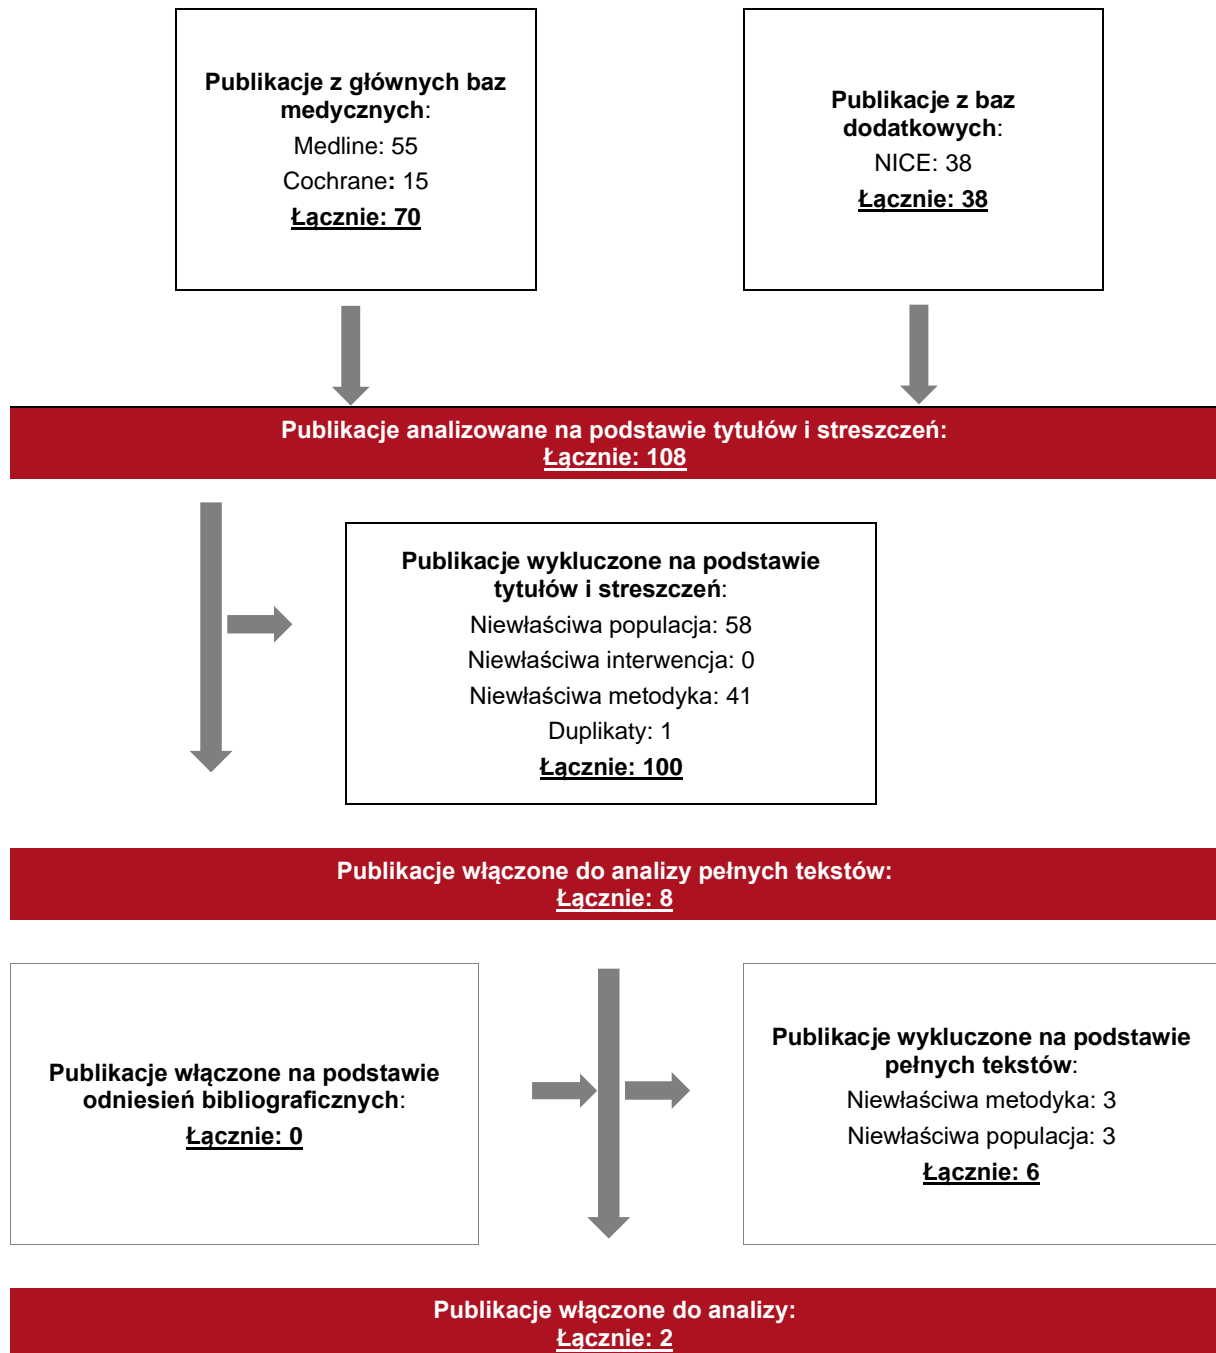 Publikacje z głównych baz
medycznych:
Medline: 55
Cochrane: 15
Łącznie: 70
Publikacje z baz
dodatkowych:
NICE: 38
Łącznie: 38
Publikacje analizowane na podstawie tytułów i streszczeń:
Łącznie: 108
Publikacje wykluczone na podstawie
tytułów i streszczeń:
Niewłaściwa populacja: 58
Niewłaściwa interwencja: 0
Niewłaściwa metodyka: 41
Duplikaty: 1
Łącznie: 100
Publikacje włączone do analizy pełnych tekstów:
Łącznie: 8
Publikacje włączone na podstawie
odniesień bibliograficznych:
Łącznie: 0
Publikacje wykluczone na podstawie
pełnych tekstów:
Niewłaściwa metodyka: 3
Niewłaściwa populacja: 3
Łącznie: 6
Publikacje włączone do analizy:
Łącznie: 2